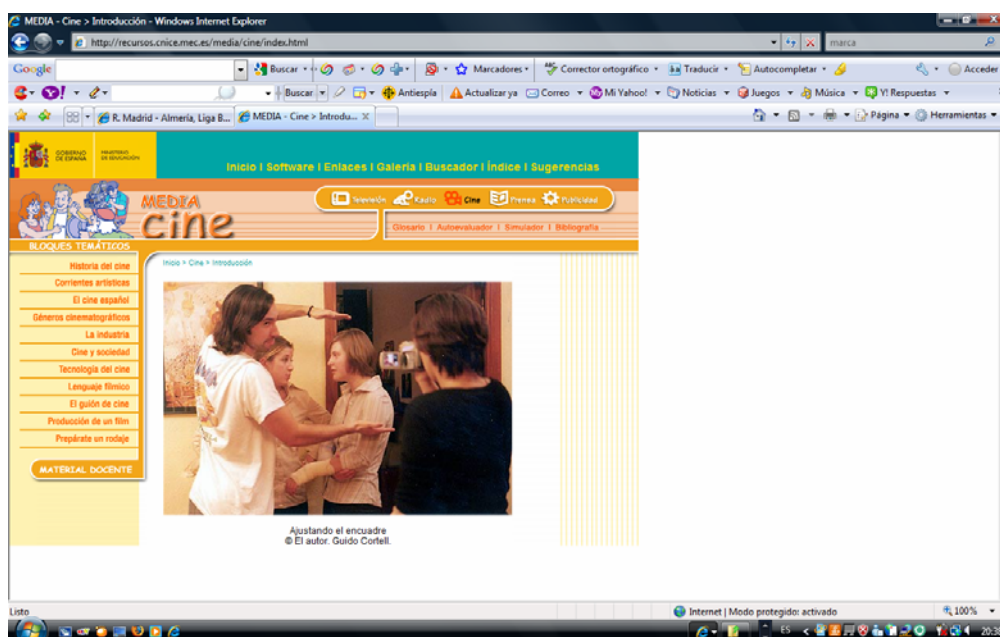 MEDIA - Cine > Introducción - Windows Internet Explorer
http://recursos.cnice.mec.es/media/cine/index.html
marca
Google
Buscar
Marcadores
Corrector ortográfico
Traducir
Autocompletar
Acceder
Y!
Buscar
Antiespía
Actualizar ya
Correo
Mi Yahoo!
Noticias
Juegos
Música
Y! Respuestas
R. Madrid - Almería, Liga B...
MEDIA - Cine > Introdu...
Página
Herramientas
GOBIERNO DE ESPAÑA
MINISTERIO DE EDUCACIÓN
Inicio I Software I Enlaces I Galería I Buscador I Índice I Sugerencias
Televisión Radio Cine Prensa Publicidad
MEDIA
cine
Glosario I Autoevaluador I Simulador I Bibliografía
BLOQUES TEMÁTICOS
Inicio > Cine > Introducción
Historia del cine
Corrientes artísticas
El cine español
Géneros cinematográficos
La industria
Cine y sociedad
Tecnología del cine
Lenguaje fílmico
El guión de cine
Producción de un film
Prepárate un rodaje
MATERIAL DOCENTE
Ajustando el encuadre
© El autor. Guido Cortell.
Listo
Internet | Modo protegido: activado
100%
ES